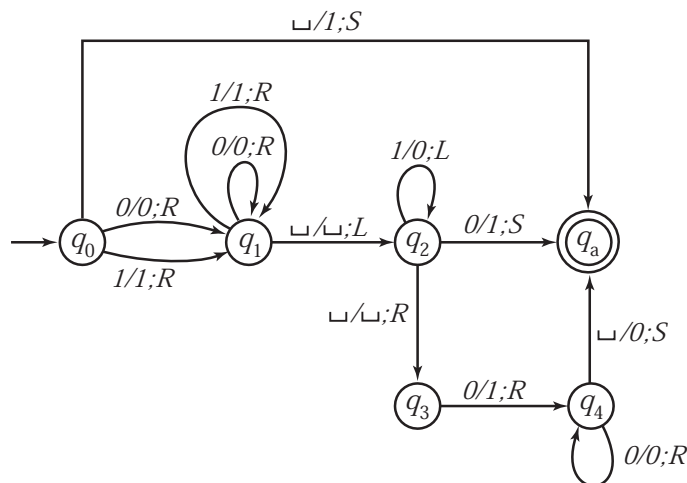 ␣/1;S
1/1;R
0/0;R
1/0;L
0/0;R
q0
q1
␣/␣;L
q2
0/1;S
qa
1/1;R
␣/␣;R
␣/0;S
q3
0/1;R
q4
0/0;R